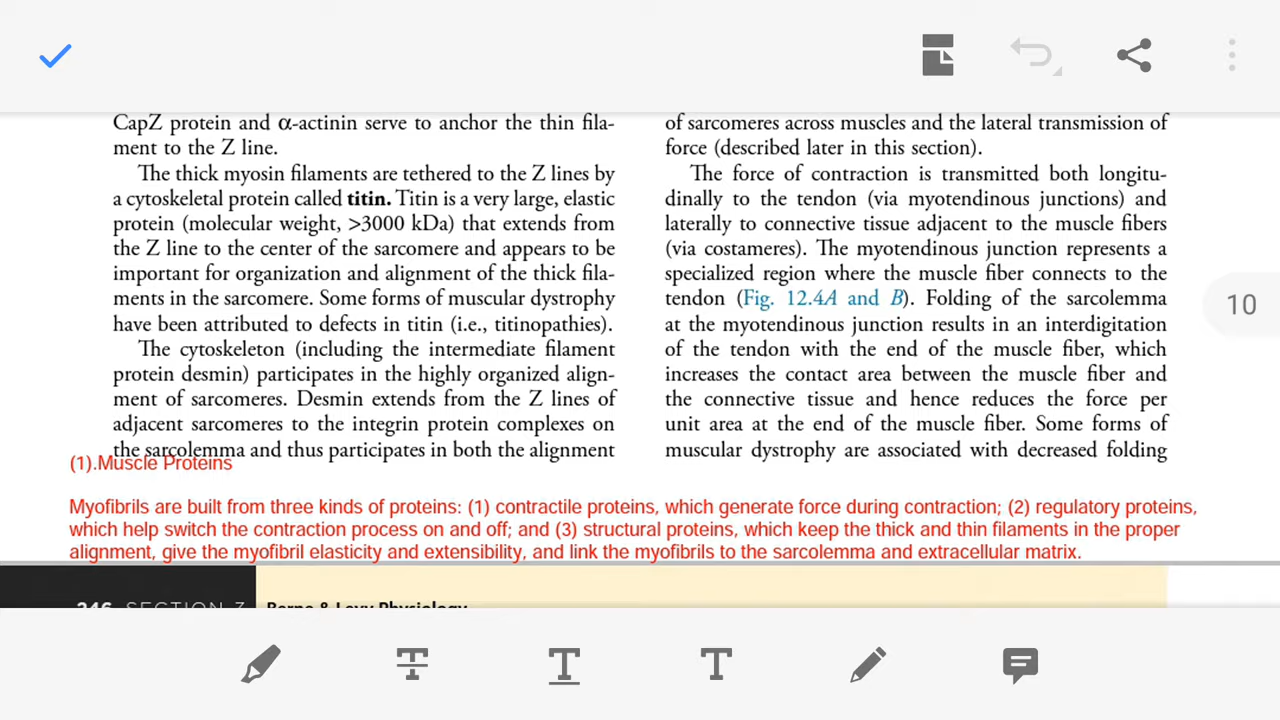 CapZ protein and α-actinin serve to anchor the thin fila-
ment to the Z line.
The thick myosin filaments are tethered to the Z lines by
a cytoskeletal protein called titin. Titin is a very large, elastic
protein (molecular weight, >3000 kDa) that extends from
the Z line to the center of the sarcomere and appears to be
important for organization and alignment of the thick fila-
ments in the sarcomere. Some forms of muscular dystrophy
have been attributed to defects in titin (i.e., titinopathies).
The cytoskeleton (including the intermediate filament
protein desmin) participates in the highly organized align-
ment of sarcomeres. Desmin extends from the Z lines of
adjacent sarcomeres to the integrin protein complexes on
the sarcolemma and thus participates in both the alignment
of sarcomeres across muscles and the lateral transmission of
force (described later in this section).
The force of contraction is transmitted both longitu-
dinally to the tendon (via myotendinous junctions) and
laterally to connective tissue adjacent to the muscle fibers
(via costameres). The myotendinous junction represents a
specialized region where the muscle fiber connects to the
tendon (Fig. 12.4A and B). Folding of the sarcolemma
at the myotendinous junction results in an interdigitation
of the tendon with the end of the muscle fiber, which
increases the contact area between the muscle fiber and
the connective tissue and hence reduces the force per
unit area at the end of the muscle fiber. Some forms of
muscular dystrophy are associated with decreased folding
10
(1).Muscle Proteins
Myofibrils are built from three kinds of proteins: (1) contractile proteins, which generate force during contraction; (2) regulatory proteins,
which help switch the contraction process on and off; and (3) structural proteins, which keep the thick and thin filaments in the proper
alignment, give the myofibril elasticity and extensibility, and link the myofibrils to the sarcolemma and extracellular matrix.
246 SECTION 3 Berne & Levy Physiology
T T T